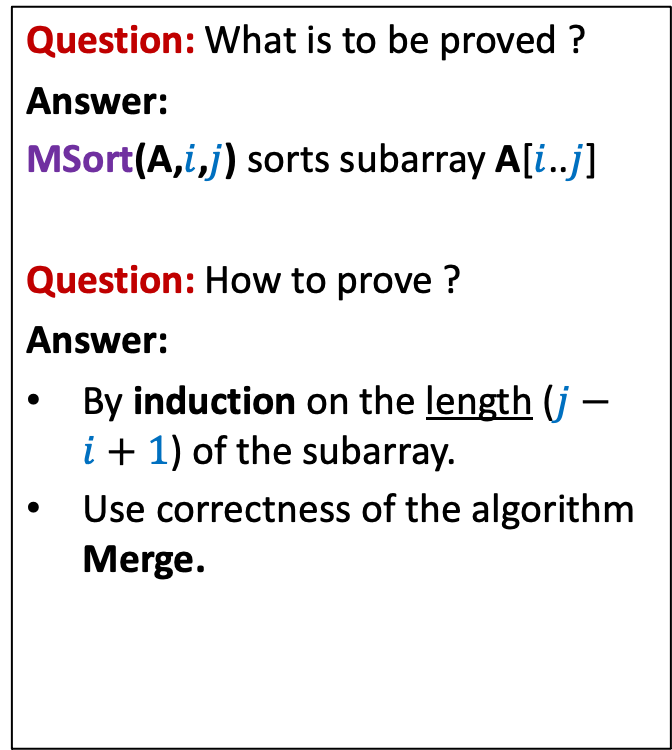 Question: What is to be proved ?
Answer:
MSort(A,i,j) sorts subarray A[i..j]
Question: How to prove ?
Answer:
• By induction on the length (j −
i + 1) of the subarray.
• Use correctness of the algorithm
Merge.